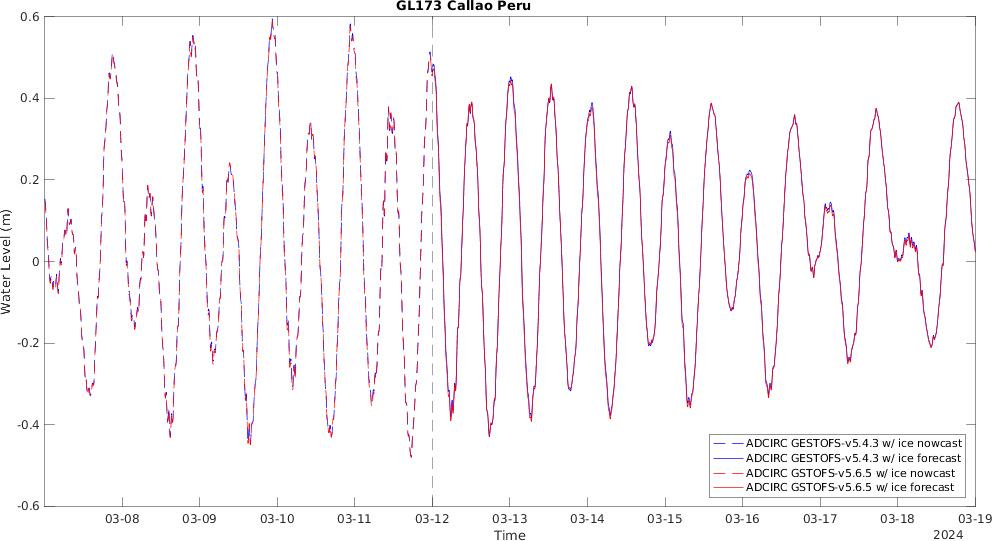 GL173 Callao Peru
Water Level (m)
0.6
0.4
0.2
0
-0.2
-0.4
-0.6
ADCIRC GESTOFS-v5.4.3 w/ ice nowcast
ADCIRC GESTOFS-v5.4.3 w/ ice forecast
ADCIRC GSTOFS-v5.6.5 w/ ice nowcast
ADCIRC GSTOFS-v5.6.5 w/ ice forecast
03-08 03-09 03-10 03-11 03-12 03-13 03-14 03-15 03-16 03-17 03-18 03-19
Time
2024